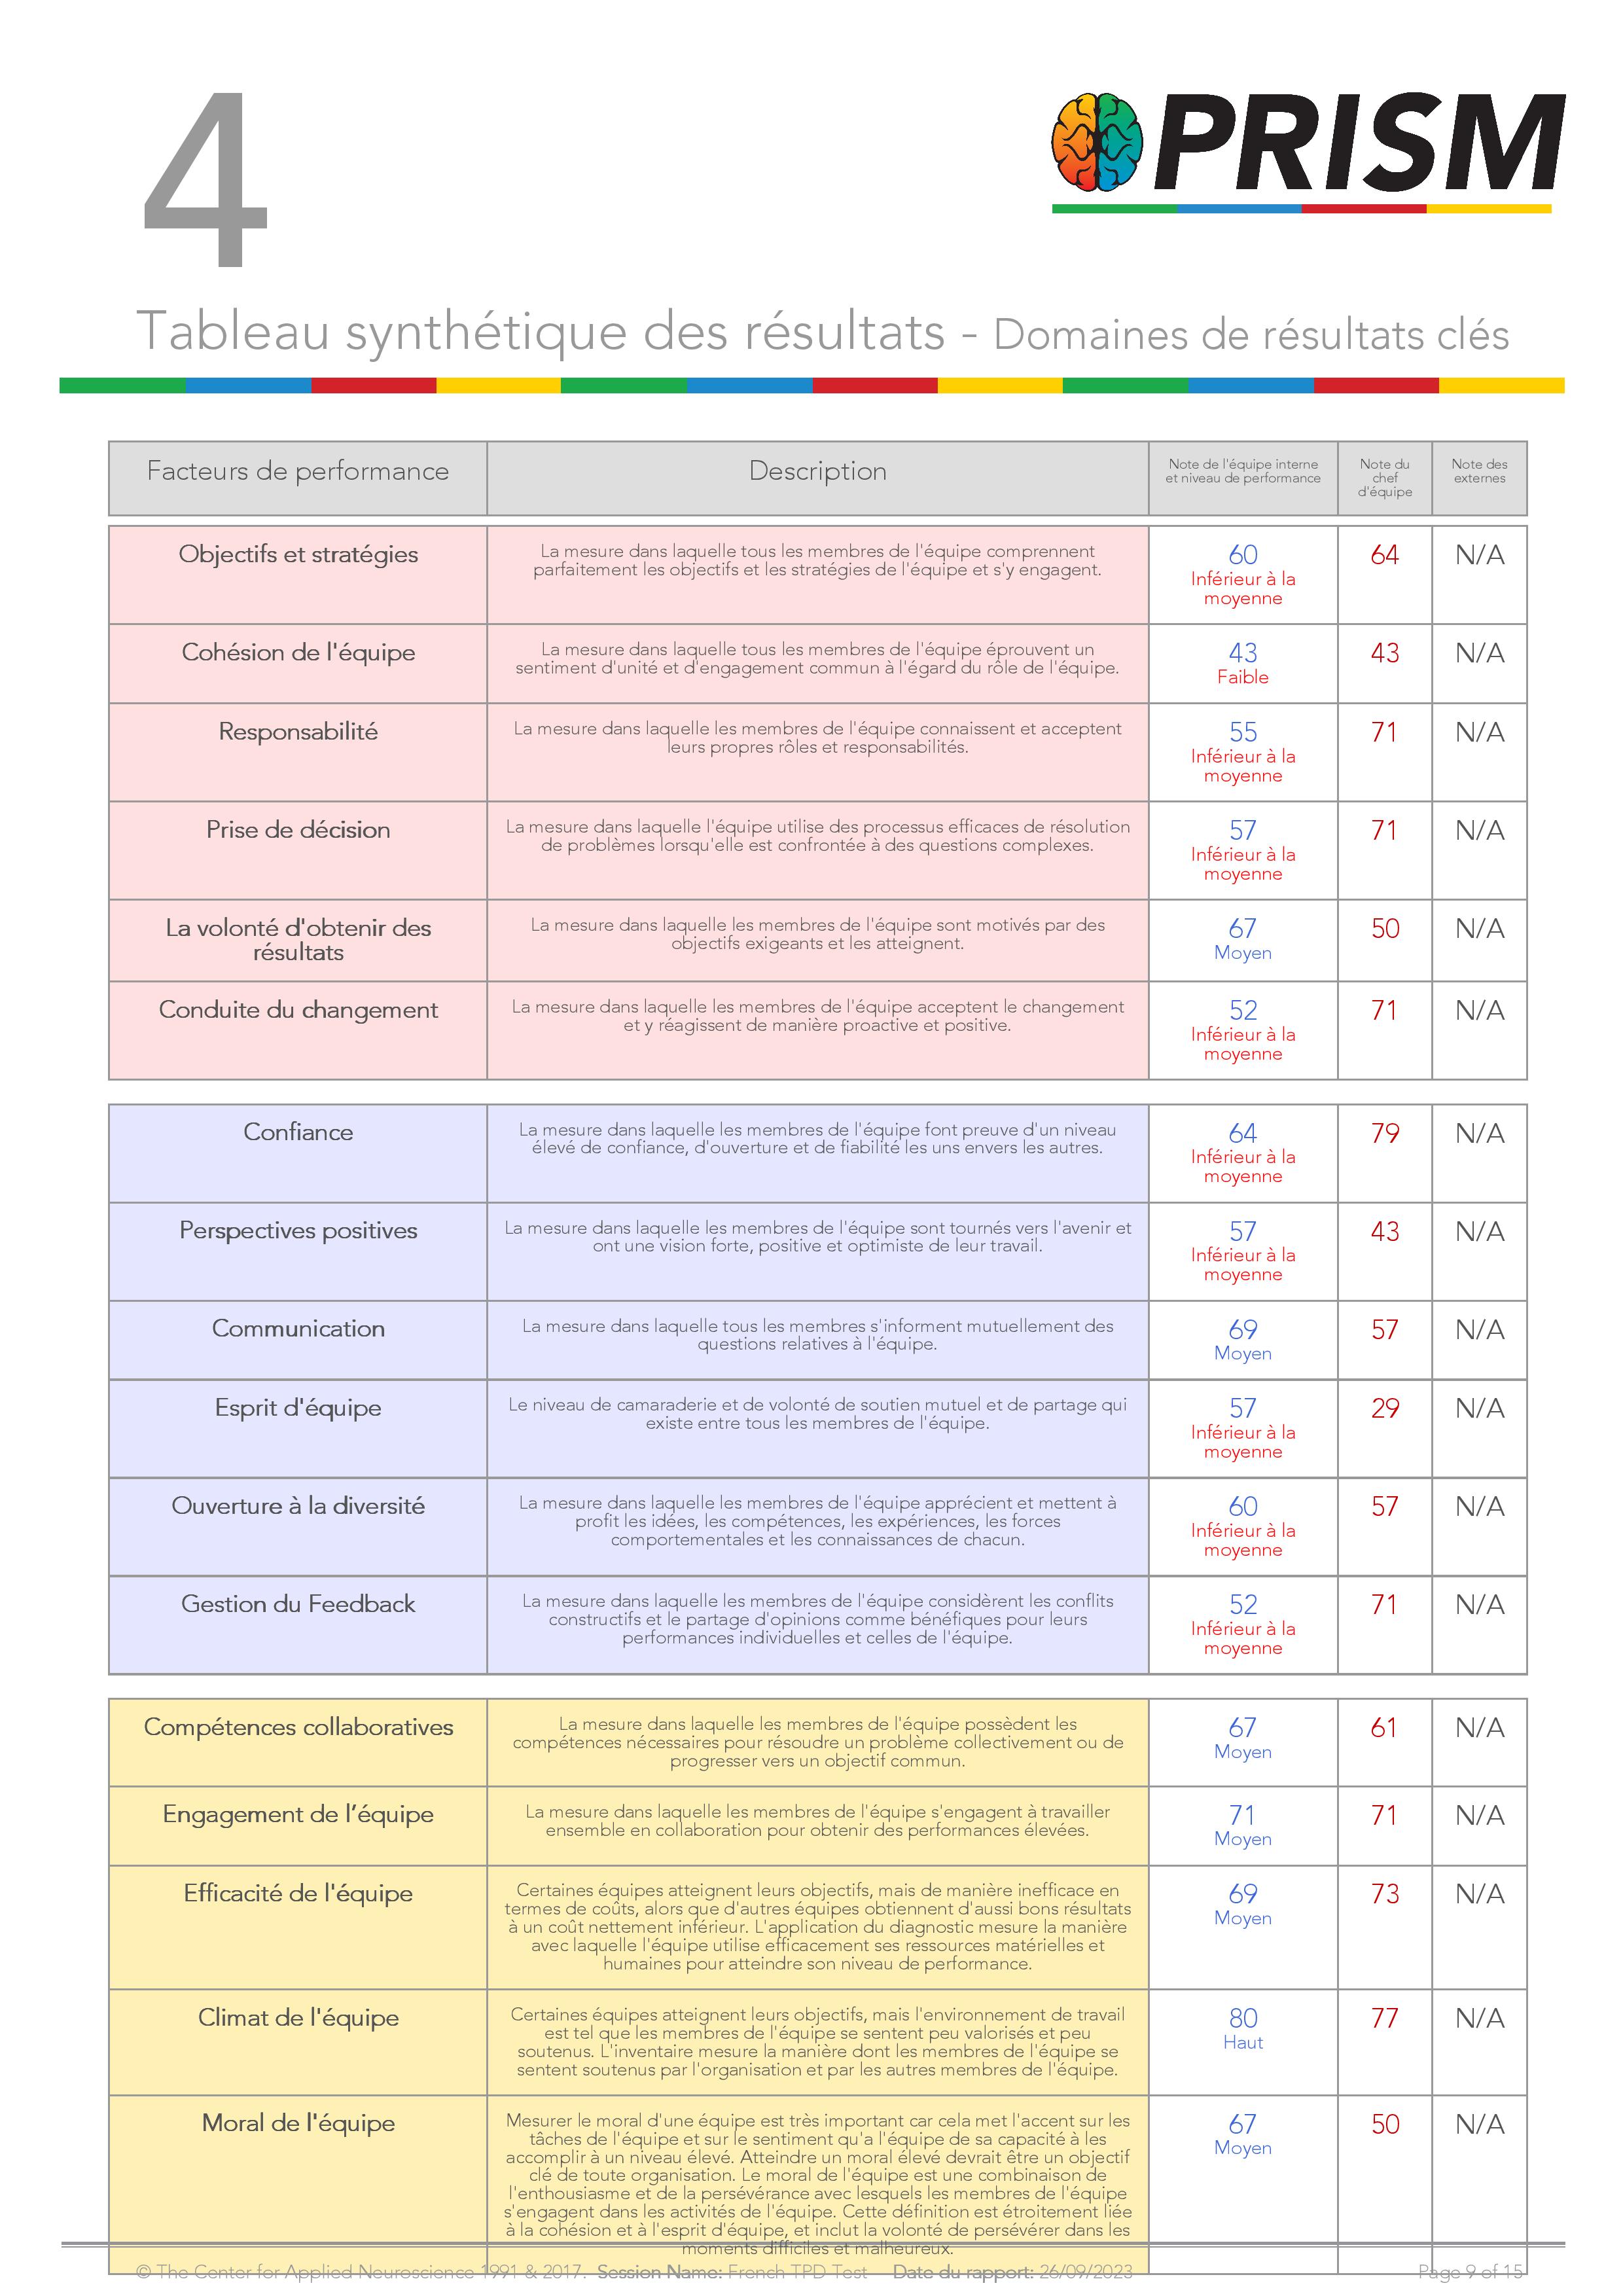 4
PRISM
Tableau synthétique des résultats - Domaines de résultats clés
Facteurs de performance
Description
Note de l'équipe interne
et niveau de performance
Note du
chef
d'équipe
Note des
externes
Objectifs et stratégies
La mesure dans laquelle tous les membres de l'équipe comprennent
parfaitement les objectifs et les stratégies de l'équipe et s'y engagent.
60
Inférieur à la
moyenne
64
N/A
Cohésion de l'équipe
La mesure dans laquelle tous les membres de l'équipe éprouvent un
sentiment d'unité et d'engagement commun à l'égard du rôle de l'équipe.
43
Faible
43
N/A
Responsabilité
La mesure dans laquelle les membres de l'équipe connaissent et acceptent
leurs propres rôles et responsabilités.
55
Inférieur à la
moyenne
71
N/A
Prise de décision
La mesure dans laquelle l'équipe utilise des processus efficaces de résolution
de problèmes lorsqu'elle est confrontée à des questions complexes.
57
Inférieur à la
moyenne
71
N/A
La volonté d'obtenir des
résultats
La mesure dans laquelle les membres de l'équipe sont motivés par des
objectifs exigeants et les atteignent.
67
Moyen
50
N/A
Conduite du changement
La mesure dans laquelle les membres de l'équipe acceptent le changement
et y réagissent de manière proactive et positive.
52
Inférieur à la
moyenne
71
N/A
Confiance
La mesure dans laquelle les membres de l'équipe font preuve d'un niveau
élevé de confiance, d'ouverture et de fiabilité les uns envers les autres.
64
Inférieur à la
moyenne
79
N/A
Perspectives positives
La mesure dans laquelle les membres de l'équipe sont tournés vers l'avenir et
ont une vision forte, positive et optimiste de leur travail.
57
Inférieur à la
moyenne
43
N/A
Communication
La mesure dans laquelle tous les membres s'informent mutuellement des
questions relatives à l'équipe.
69
Moyen
57
N/A
Esprit d'équipe
Le niveau de camaraderie et de volonté de soutien mutuel et de partage qui
existe entre tous les membres de l'équipe.
57
Inférieur à la
moyenne
29
N/A
Ouverture à la diversité
La mesure dans laquelle les membres de l'équipe apprécient et mettent à
profit les idées, les compétences, les expériences, les forces
comportementales et les connaissances de chacun.
60
Inférieur à la
moyenne
57
N/A
Gestion du Feedback
La mesure dans laquelle les membres de l'équipe considèrent les conflits
constructifs et le partage d'opinions comme bénéfiques pour leurs
performances individuelles et celles de l'équipe.
52
Inférieur à la
moyenne
71
N/A
Compétences collaboratives
La mesure dans laquelle les membres de l'équipe possèdent les
compétences nécessaires pour résoudre un problème collectivement ou de
progresser vers un objectif commun.
67
Moyen
61
N/A
Engagement de l’équipe
La mesure dans laquelle les membres de l'équipe s'engagent à travailler
ensemble en collaboration pour obtenir des performances élevées.
71
Moyen
71
N/A
Efficacité de l'équipe
Certaines équipes atteignent leurs objectifs, mais de manière inefficace en
termes de coûts, alors que d'autres équipes obtiennent d'aussi bons résultats
à un coût nettement inférieur. L'application du diagnostic mesure la manière
avec laquelle l'équipe utilise efficacement ses ressources matérielles et
humaines pour atteindre son niveau de performance.
69
Moyen
73
N/A
Climat de l'équipe
Certaines équipes atteignent leurs objectifs, mais l'environnement de travail
est tel que les membres de l'équipe se sentent peu valorisés et peu
soutenus. L'inventaire mesure la manière dont les membres de l'équipe se
sentent soutenus par l'organisation et par les autres membres de l'équipe.
80
Haut
77
N/A
Moral de l'équipe
Mesurer le moral d'une équipe est très important car cela met l'accent sur les
tâches de l'équipe et sur le sentiment qu'a l'équipe de sa capacité à les
accomplir à un niveau élevé. Atteindre un moral élevé devrait être un objectif
clé de toute organisation. Le moral de l'équipe est une combinaison de
l'enthousiasme et de la persévérance avec lesquels les membres de l'équipe
s'engagent dans les activités de l'équipe. Cette définition est étroitement liée
à la cohésion et à l'esprit d'équipe, et inclut la volonté de persévérer dans les
moments difficiles et malheureux.
67
Moyen
50
N/A
© The Center for Applied Neuroscience 1991 & 2017. Session Name: French TPD Test Date du rapport: 26/09/2023 Page 9 of 15